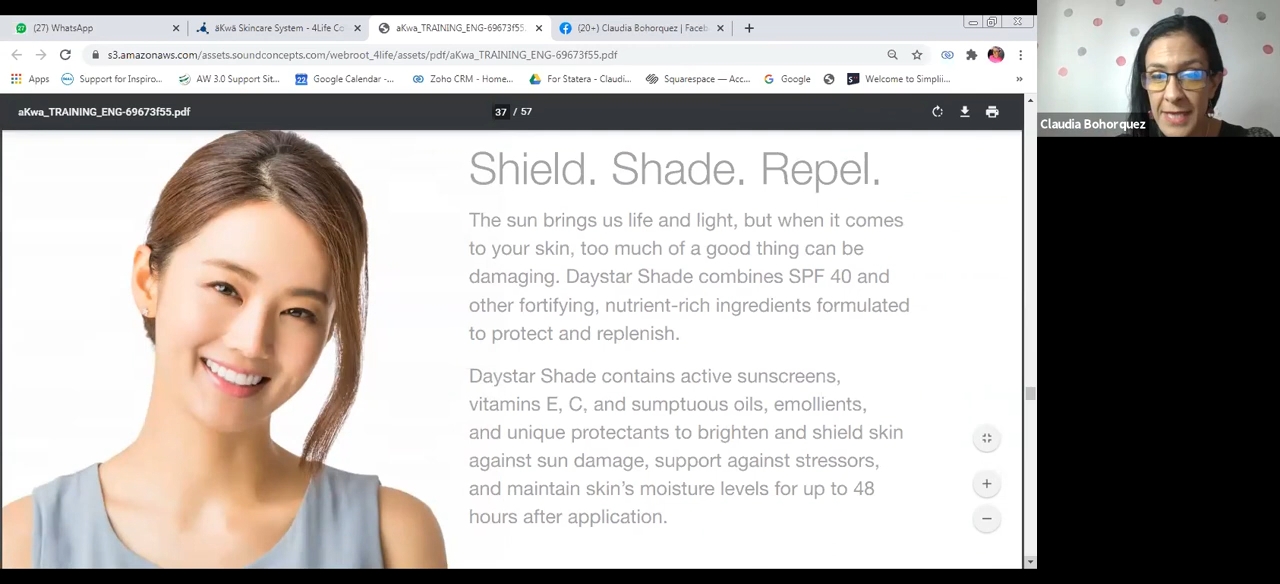 (27) WhatsApp
äKwä Skincare System - 4Life Co
aKwa_TRAINING_ENG-69673f55.
(20+) Claudia Bohorquez | Faceb
s3.amazonaws.com/assets.soundconcepts.com/webroot_4life/assets/pdf/aKwa_TRAINING_ENG-69673f55.pdf
Apps
Support for Inspiro...
AW 3.0 Support Sit...
22
Google Calendar -...
Zoho CRM - Home...
For Statera - Claudi...
Squarespace — Acc...
Google
Welcome to Simplii...
»
aKwa_TRAINING_ENG-69673f55.pdf
37 / 57
Claudia Bohorquez
Shield. Shade. Repel.
The sun brings us life and light, but when it comes
to your skin, too much of a good thing can be
damaging. Daystar Shade combines SPF 40 and
other fortifying, nutrient-rich ingredients formulated
to protect and replenish.
Daystar Shade contains active sunscreens,
vitamins E, C, and sumptuous oils, emollients,
and unique protectants to brighten and shield skin
against sun damage, support against stressors,
and maintain skin's moisture levels for up to 48
hours after application.